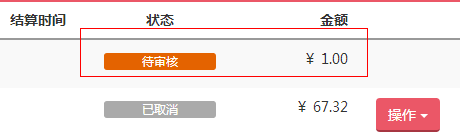 结算时间 状态 金额
待审核 ¥ 1.00
已取消 ¥ 67.32 操作